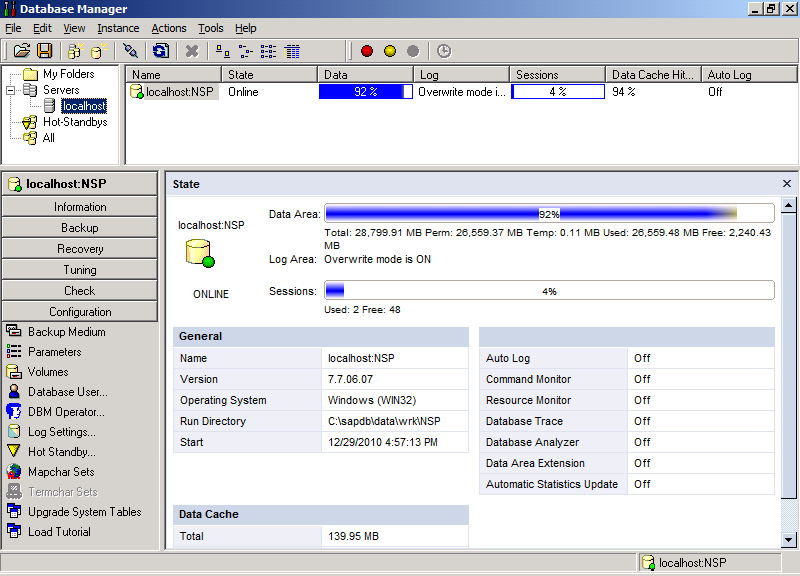 Database Manager
File Edit View Instance Actions Tools Help
My Folders
Servers
localhost
Hot-Standbys
All
Name State Data Log Sessions Data Cache Hit... Auto Log
localhost:NSP Online 92 % Overwrite mode i... 4 % 94 % Off
localhost:NSP
Information
Backup
Recovery
Tuning
Check
Configuration
Backup Medium
Parameters
Volumes
Database User...
DBM Operator...
Log Settings...
Hot Standby...
Mapchar Sets
Termchar Sets
Upgrade System Tables
Load Tutorial
State
localhost:NSP
ONLINE
Data Area: 92%
Total: 28,799.91 MB Perm: 26,559.37 MB Temp: 0.11 MB Used: 26,559.48 MB Free: 2,240.43
MB
Log Area: Overwrite mode is ON
Sessions: 4%
Used: 2 Free: 48
General
Name localhost:NSP
Version 7.7.06.07
Operating System Windows (WIN32)
Run Directory C:\sapdb\data\wrk\NSP
Start 12/29/2010 4:57:13 PM
Auto Log Off
Command Monitor Off
Resource Monitor Off
Database Trace Off
Database Analyzer Off
Data Area Extension Off
Automatic Statistics Update Off
Data Cache
Total 139.95 MB
localhost:NSP